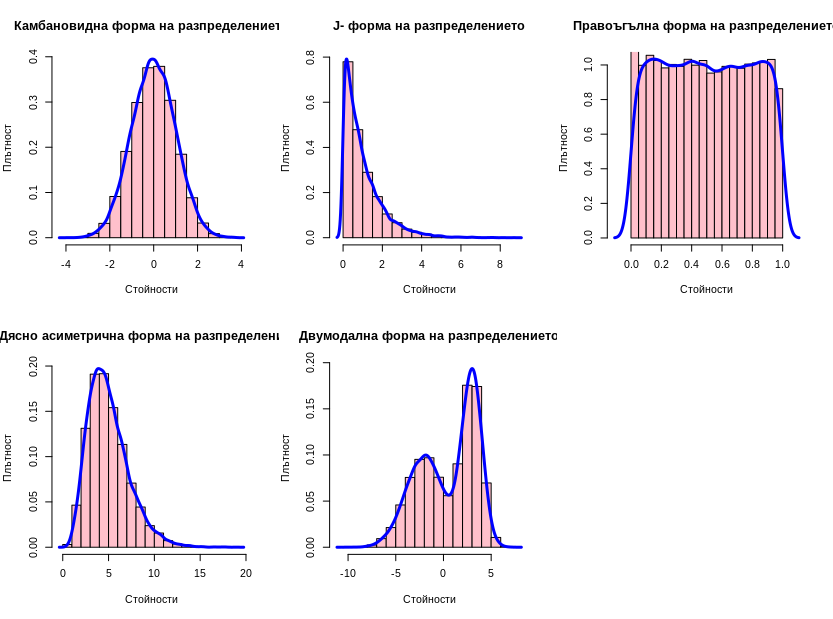 Камбановидна форма на разпределениет
J- форма на разпределението
Правоъгълна форма на разпределението
Плътност
0.0
0.1
0.2
0.3
0.4
-4 -2 0 2 4
Стойности
Плътност
0.0
0.2
0.4
0.6
0.8
0 2 4 6 8
Стойности
Плътност
0.0
0.2
0.4
0.6
0.8
1.0
0.0 0.2 0.4 0.6 0.8 1.0
Стойности
Дясно асиметрична форма на разпределени
Двумодална форма на разпределението
Плътност
0.00
0.05
0.10
0.15
0.20
0 5 10 15 20
Стойности
Плътност
0.00
0.05
0.10
0.15
0.20
-10 -5 0 5
Стойности